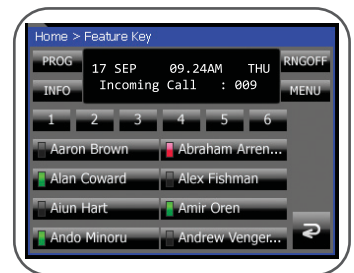 Home > Feature Key
PROG
17 SEP 09.24AM THU
RNGOFF
INFO
Incoming Call : 009
MENU
1 2 3 4 5 6
Aaron Brown
Abraham Arren...
Alan Coward
Alex Fishman
Aiun Hart
Amir Oren
Ando Minoru
Andrew Venger...